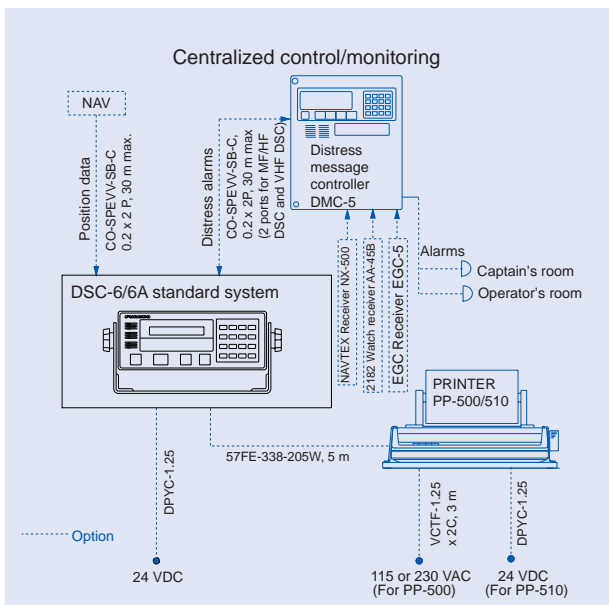 Centralized control/monitoring
NAV
Position data
CO-SPEVV-SB-C
0.2 x 2 P, 30 m max.
Distress alarms
CO-SPEVV-SB-C,
0.2 x 2P, 30 m max
(2 ports for MF/HF
DSC and VHF DSC)
Distress
message
controller
DMC-5
NAVTEX Receiver NX-500
2182 Watch receiver AA-45B
EGC Receiver EGC-5
Alarms
Captain's room
Operator's room
DSC-6/6A standard system
PRINTER
PP-500/510
57FE-338-205W, 5 m
DPYC-1.25
VCTF-1.25
x 2C, 3 m
DPYC-1.25
Option
24 VDC
115 or 230 VAC
(For PP-500)
24 VDC
(For PP-510)